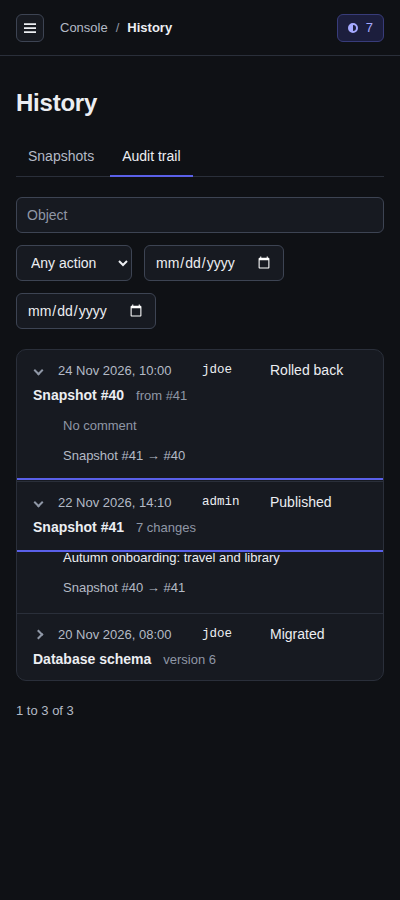 Console / History
7
History
Snapshots Audit trail
Object
Any action mm/dd/yyyy
mm/dd/yyyy
24 Nov 2026, 10:00 jdoe Rolled back
Snapshot #40 from #41
No comment
Snapshot #41 → #40
22 Nov 2026, 14:10 admin Published
Snapshot #41 7 changes
Autumn onboarding: travel and library
Snapshot #40 → #41
20 Nov 2026, 08:00 jdoe Migrated
Database schema version 6
1 to 3 of 3